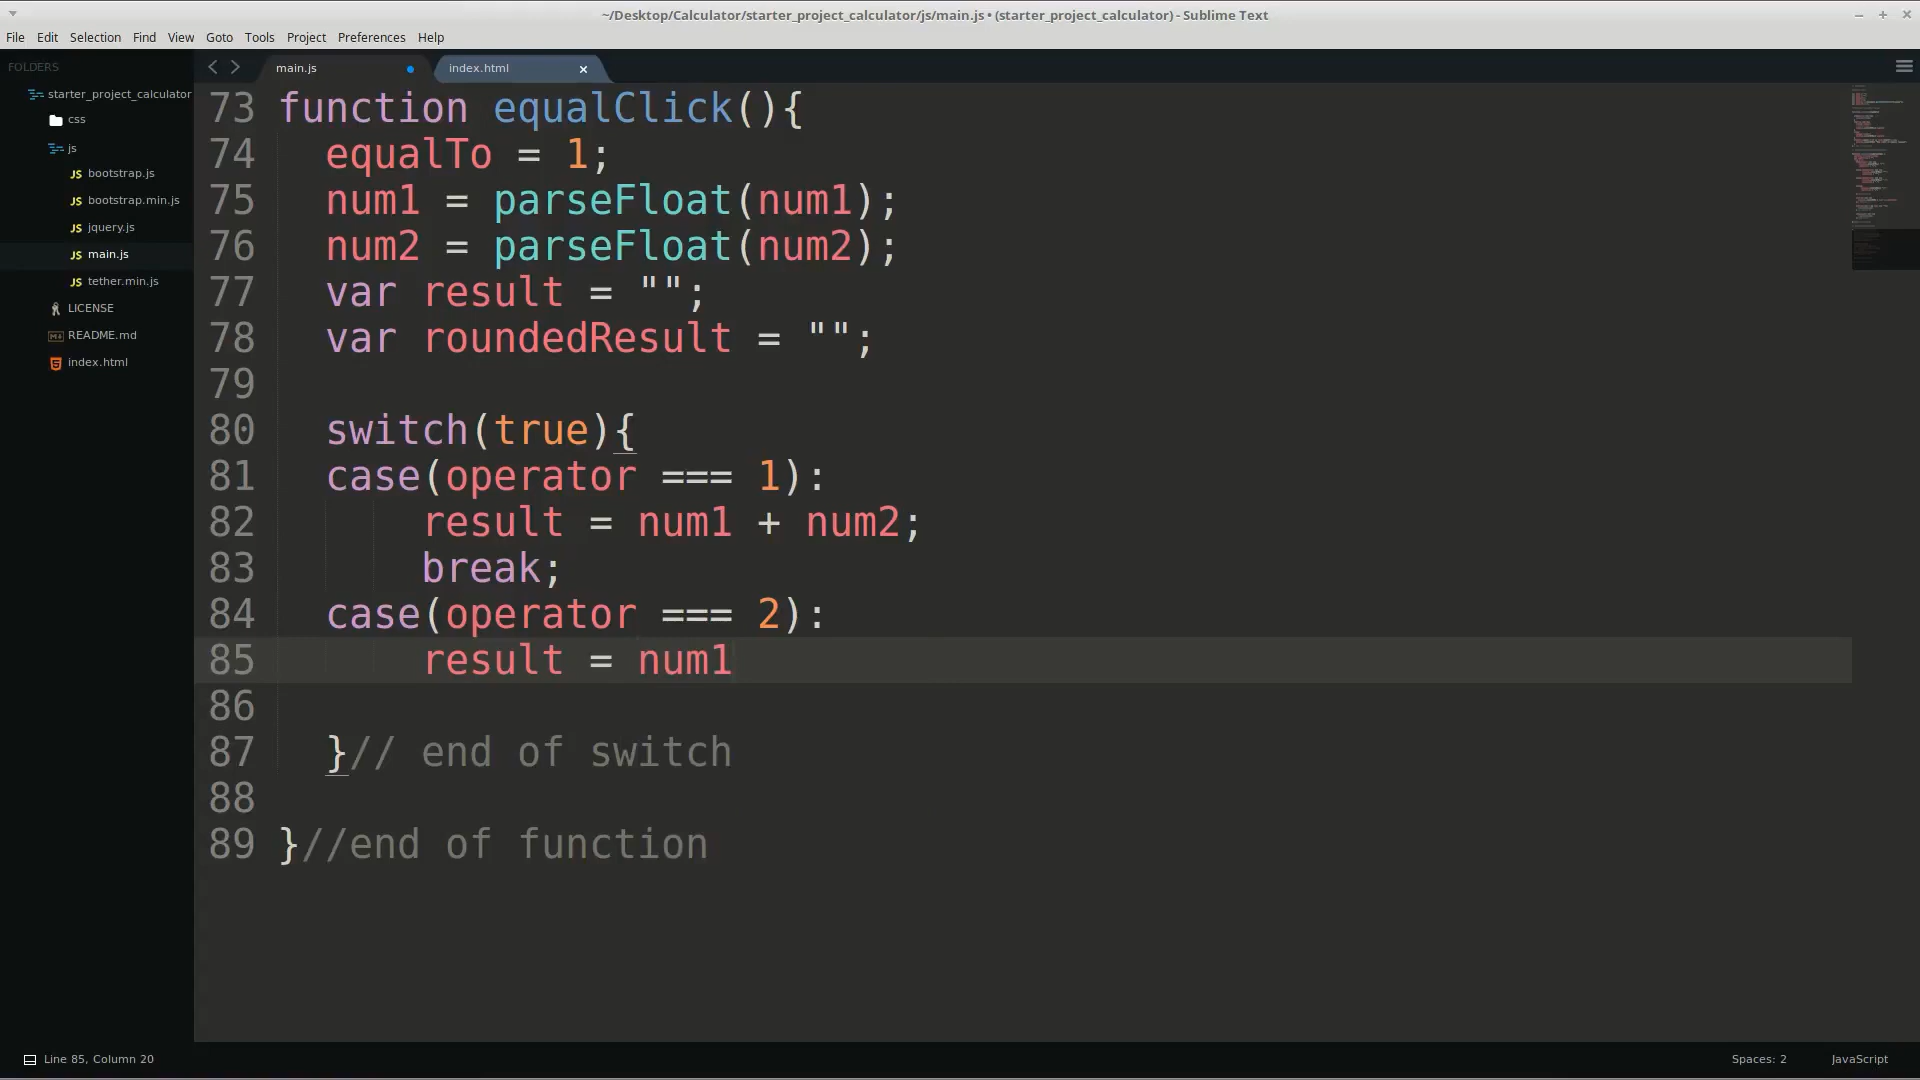 ~/Desktop/Calculator/starter_project_calculator/js/main.js • (starter_project_calculator) - Sublime Text
File Edit Selection Find View Goto Tools Project Preferences Help
FOLDERS
starter_project_calculator
css
js
JS bootstrap.js
JS bootstrap.min.js
JS jquery.js
JS main.js
JS tether.min.js
LICENSE
README.md
index.html
main.js
index.html
73 function equalClick(){
74 equalTo = 1;
75 num1 = parseFloat(num1);
76 num2 = parseFloat(num2);
77 var result = "";
78 var roundedResult = "";
79
80 switch(true){
81 case(operator === 1):
82 result = num1 + num2;
83 break;
84 case(operator === 2):
85 result = num1
86
87 }// end of switch
88
89 }//end of function
Line 85, Column 20
Spaces: 2
JavaScript